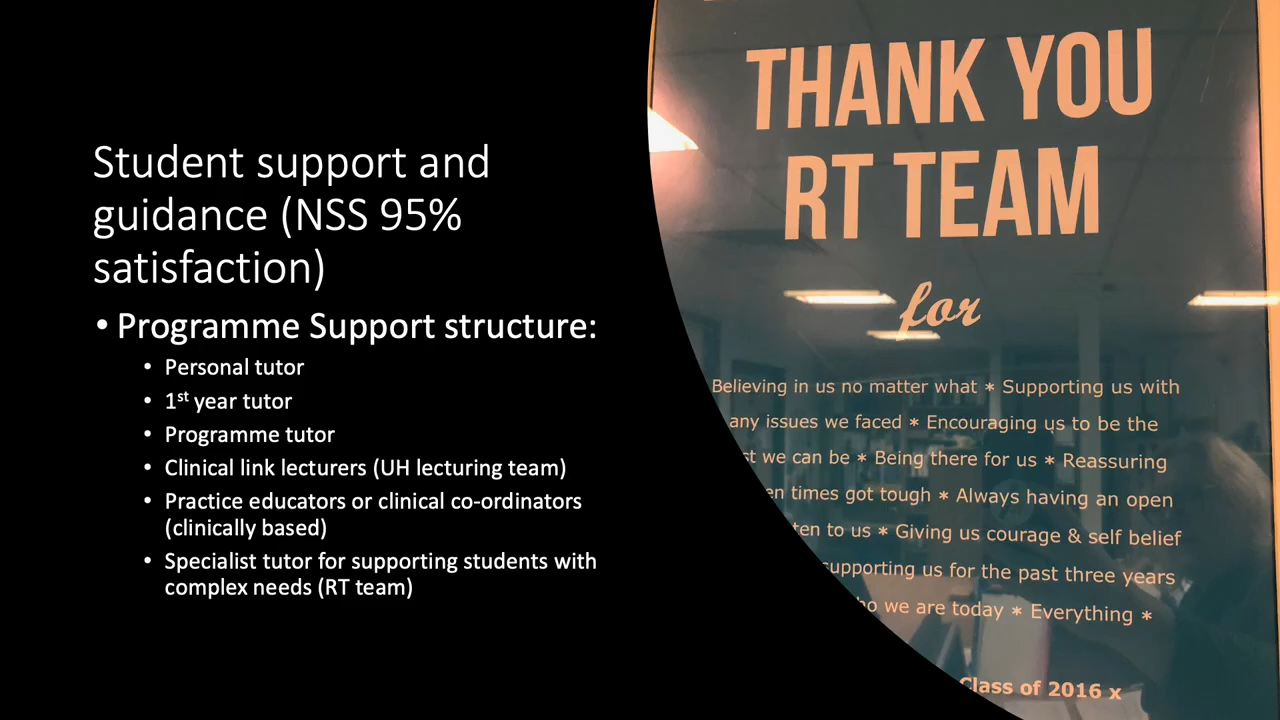 Student support and
guidance (NSS 95%
satisfaction)
• Programme Support structure:
• Personal tutor
• 1st year tutor
• Programme tutor
• Clinical link lecturers (UH lecturing team)
• Practice educators or clinical co-ordinators
(clinically based)
• Specialist tutor for supporting students with
complex needs (RT team)
THANK YOU
RT TEAM
for
Believing in us no matter what * Supporting us with
any issues we faced * Encouraging us to be the
we can be * Being there for us * Reassuring
times got tough * Always having an open
to us * Giving us courage & self belief
supporting us for the past three years
we are today * Everything *
Class of 2016 x